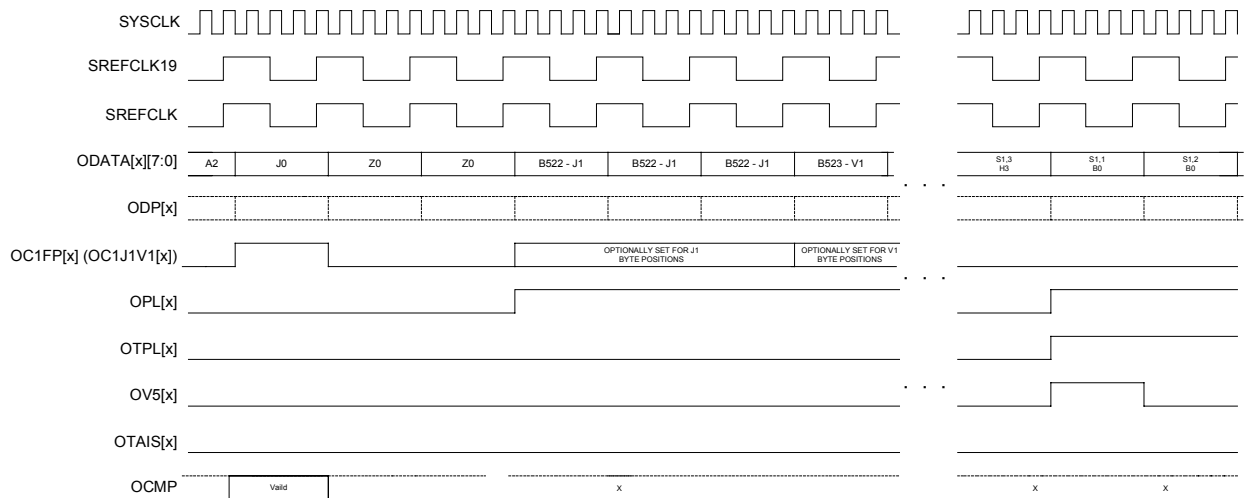 SYSCLK
SREFCLK19
SREFCLK
ODATA[x][7:0] A2 J0 Z0 Z0 B522 - J1 B522 - J1 B522 - J1 B523 - V1 S1,3 S1,1 S1,2
H3 B0 B0
. . .
ODP[x]
OC1FP[x] (OC1J1V1[x]) OPTIONALLY SET FOR J1 OPTIONALLY SET FOR V1
BYTE POSITIONS BYTE POSITIONS
. . .
OPL[x]
OTPL[x]
OV5[x] . . .
OTAIS[x]
OCMP Vaild X X X